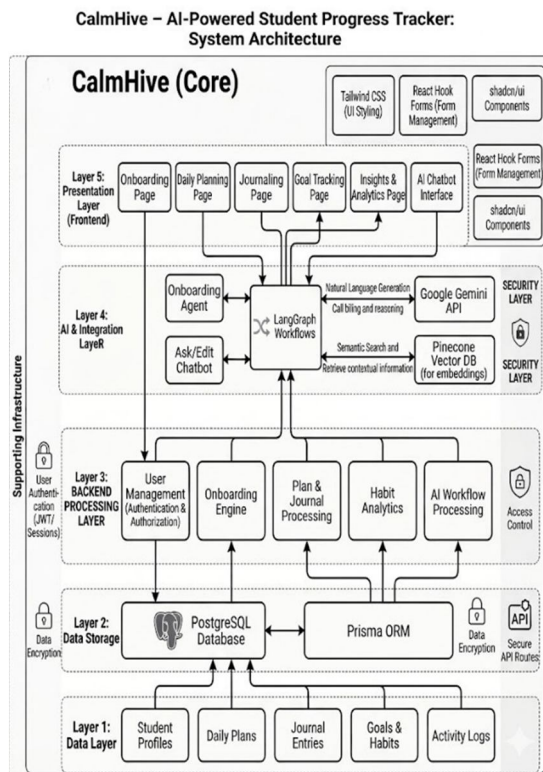 CalmHive – AI-Powered Student Progress Tracker:
System Architecture
CalmHive (Core)
Tailwind CSS
(UI Styling)
React Hook
Forms (Form
Management)
shadcn/ui
Components
React Hook Forms
(Form Management)
shadcn/ui
Components
Layer 5:
Presentation
Layer
(Frontend)
Onboarding
Page
Daily Planning
Page
Journaling
Page
Goal Tracking
Page
Insights &
Analytics Page
AI Chatbot
Interface
Layer 4:
AI & Integration
LayeR
Onboarding
Agent
Ask/Edit
Chatbot
LangGraph
Workflows
Natural Language Generation
Call biling and reasoning
Semantic Search and
Retrieve contextual information
Google Gemini
API
Pinecone
Vector DB
(for embeddings)
SECURITY
LAYER
SECURITY
LAYER
Supporting Infrastructure
User
Authenti-
cation
(JWT/
Sessions)
Layer 3:
BACKEND
PROCESSING
LAYER
User
Management
(Authentication &
Authorization)
Onboarding
Engine
Plan &
Journal
Processing
Habit
Analytics
AI Workflow
Processing
Access
Control
Data
Encryption
Layer 2:
Data Storage
PostgreSQL
Database
Prisma ORM
Data
Encryption
API
Secure
API Routes
Layer 1:
Data Layer
Student
Profiles
Daily Plans
Journal
Entries
Goals &
Habits
Activity Logs